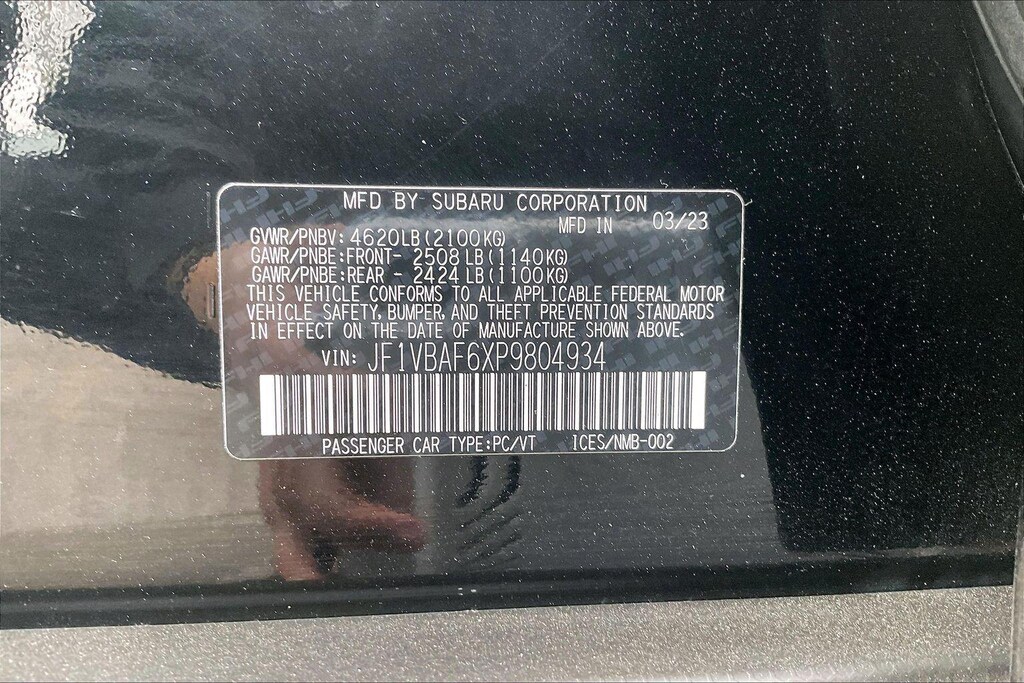 MFD BY SUBARU CORPORATION
MFD IN 03/23
GVWR/PNBV: 4620LB (2100KG)
GAWR/PNBE:FRONT- 2508 LB (1140KG)
GAWR/PNBE:REAR - 2424 LB (1100KG)
THIS VEHICLE CONFORMS TO ALL APPLICABLE FEDERAL MOTOR
VEHICLE SAFETY, BUMPER, AND THEFT PREVENTION STANDARDS
IN EFFECT ON THE DATE OF MANUFACTURE SHOWN ABOVE.
VIN: JF1VBAF6XP9804934
PASSENGER CAR TYPE:PC/VT ICES/NMB-002